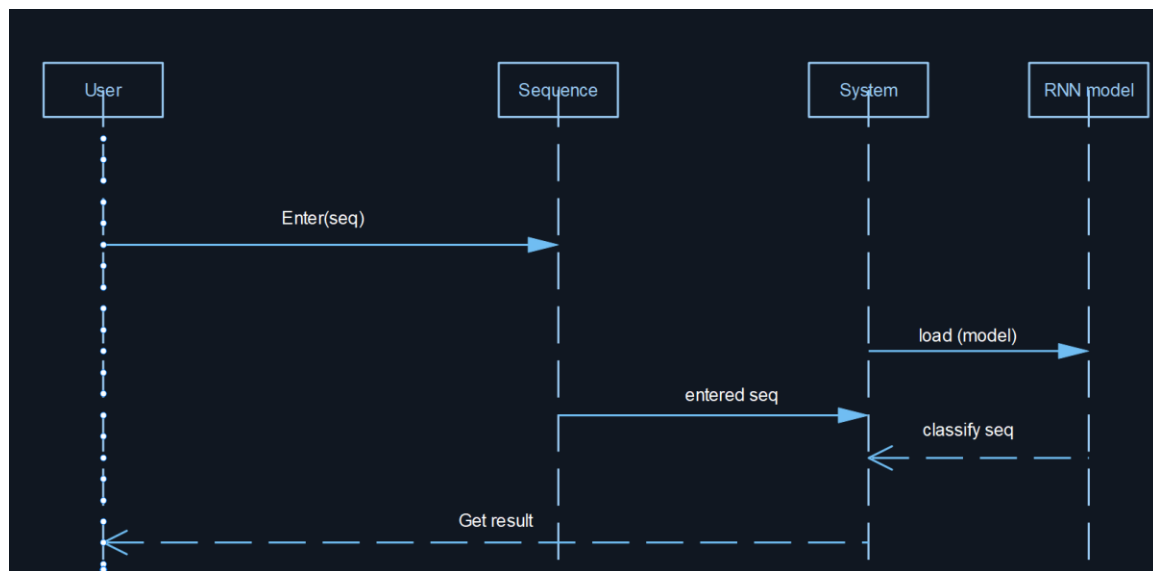 User
Sequence
System
RNN model
Enter(seq)
load (model)
entered seq
classify seq
Get result